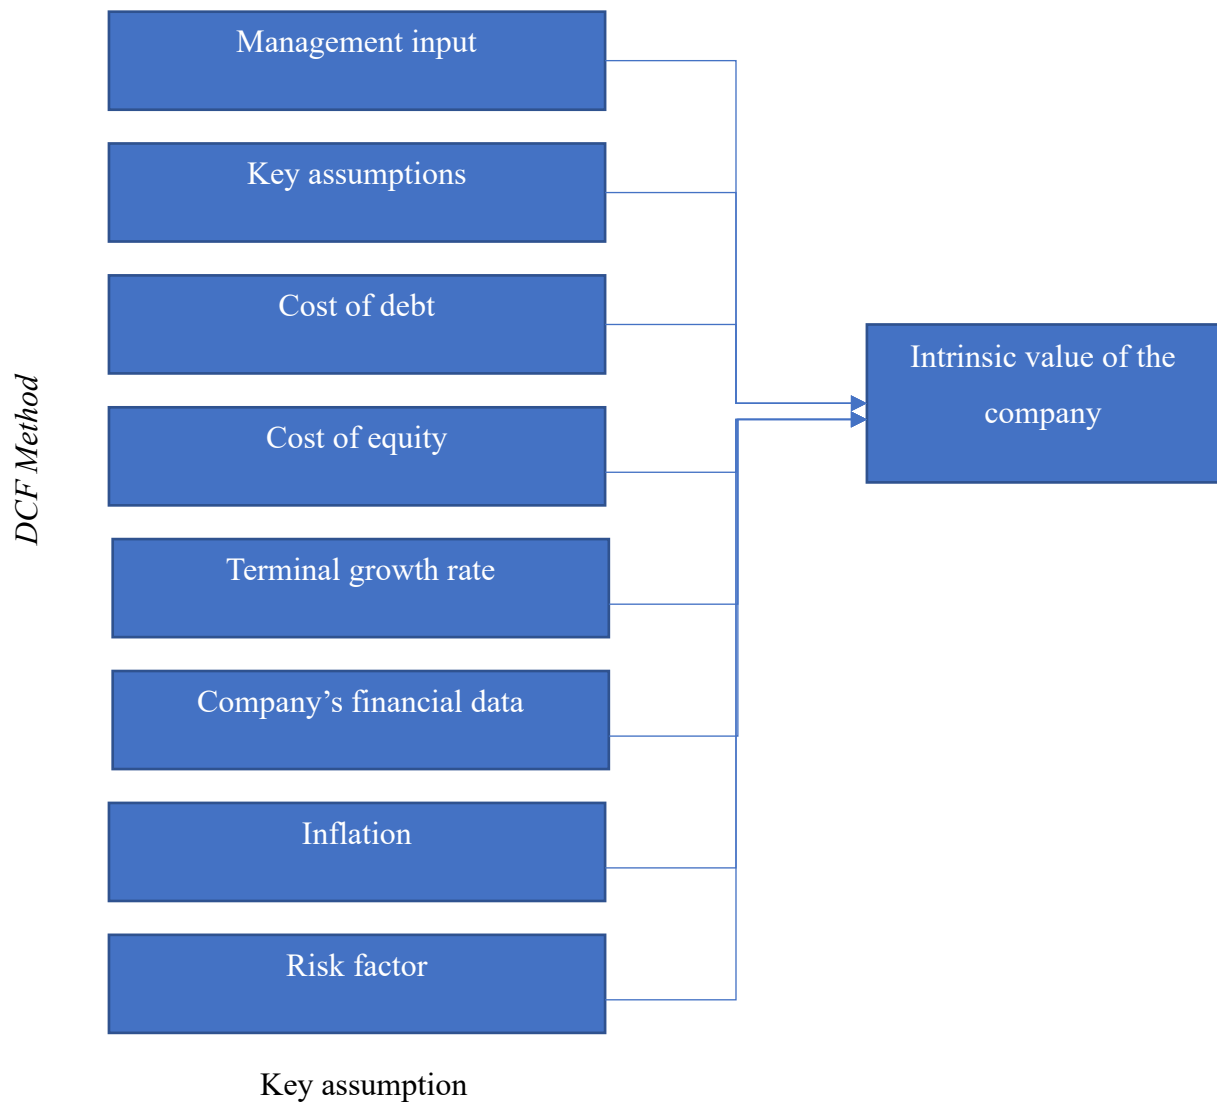 Management input
Key assumptions
Cost of debt
Cost of equity
Terminal growth rate
Company’s financial data
Inflation
Risk factor
Key assumption
DCF Method
Intrinsic value of the
company